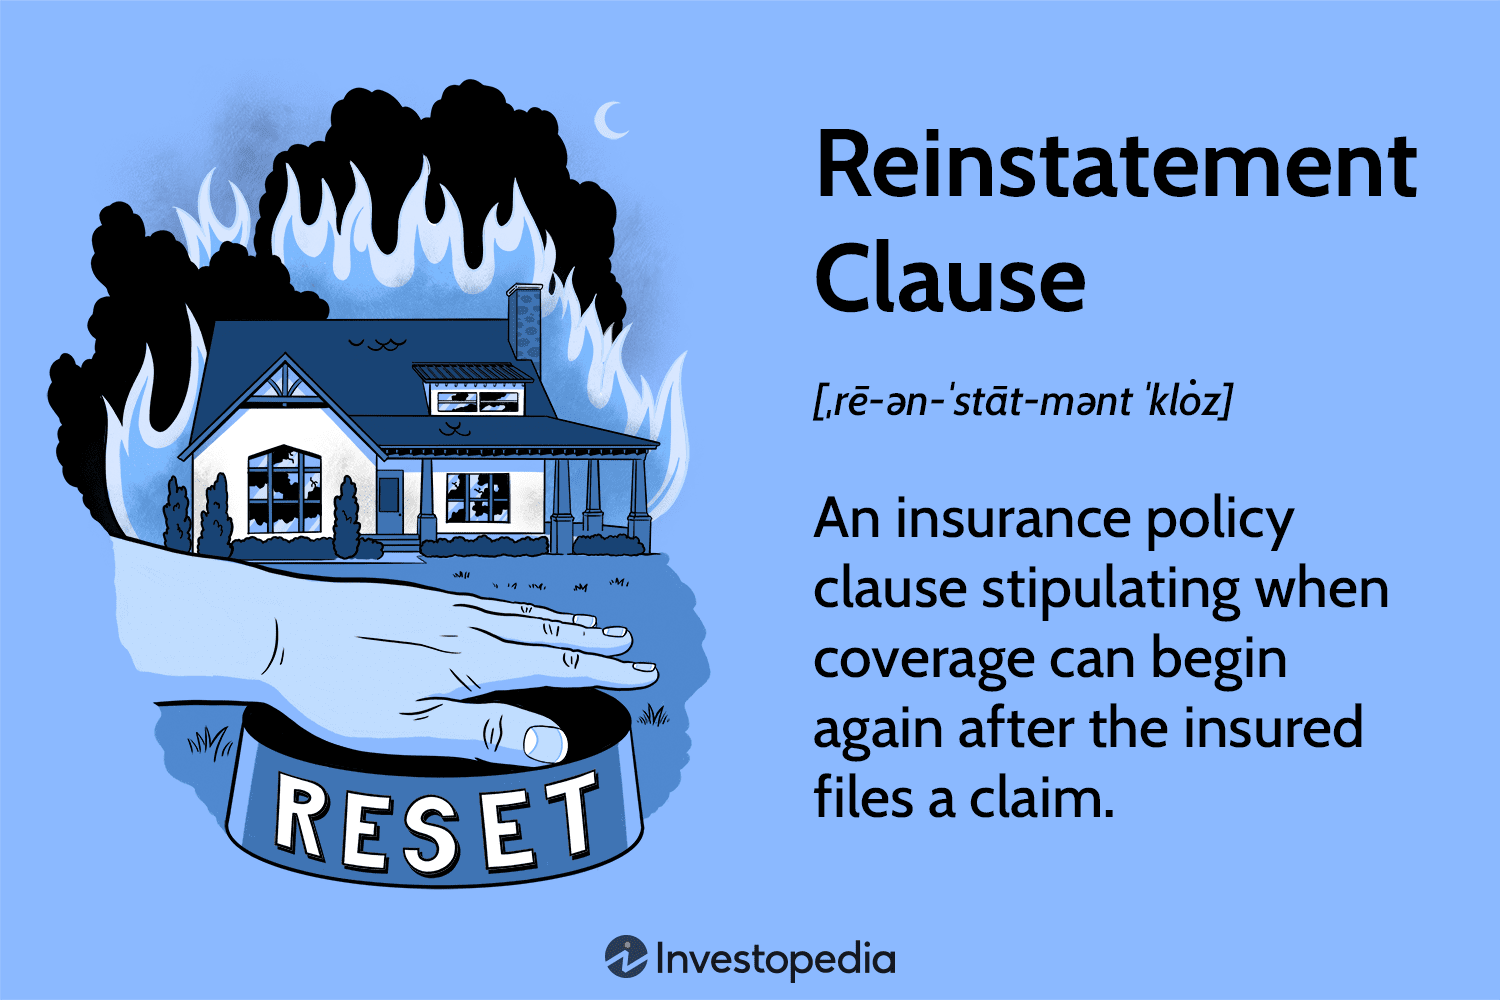 Reinstatement
Clause
[ˌrē-ən-ˈstāt-mənt ˈklȯz]
An insurance policy
clause stipulating when
coverage can begin
again after the insured
files a claim.
RESET
Investopedia